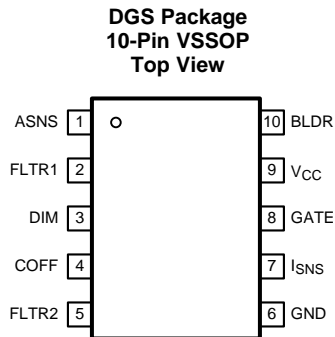 DGS Package
10-Pin VSSOP
Top View
ASNS 1 10 BLDR
FLTR1 2 9 VCC
DIM 3 8 GATE
COFF 4 7 ISNS
FLTR2 5 6 GND